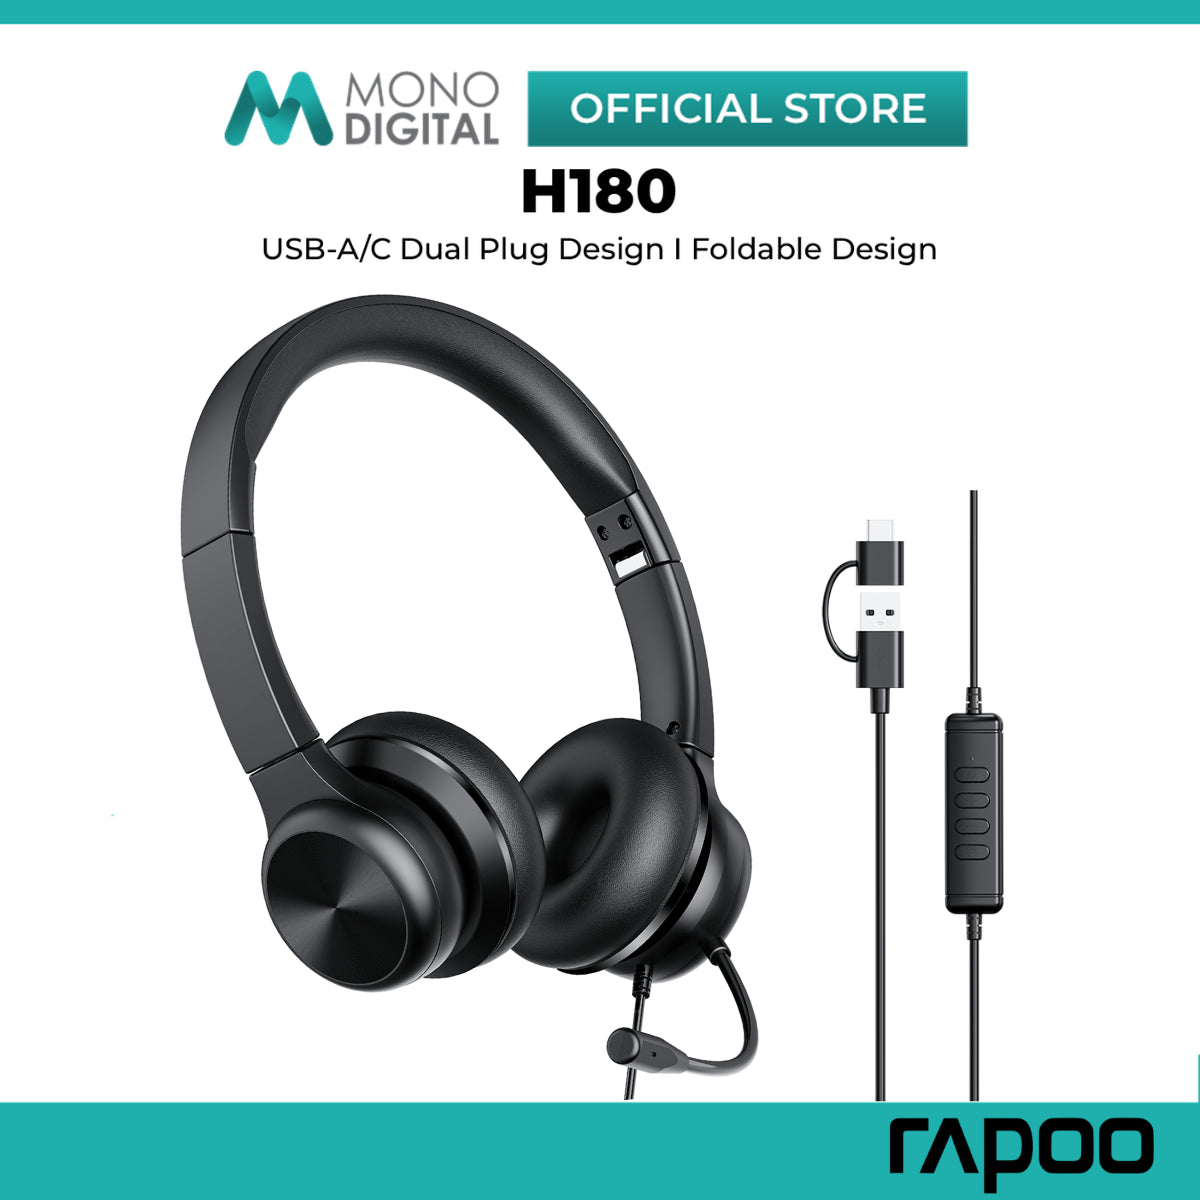 MONO
DIGITAL
OFFICIAL STORE
H180
USB-A/C Dual Plug Design I Foldable Design
rapoo